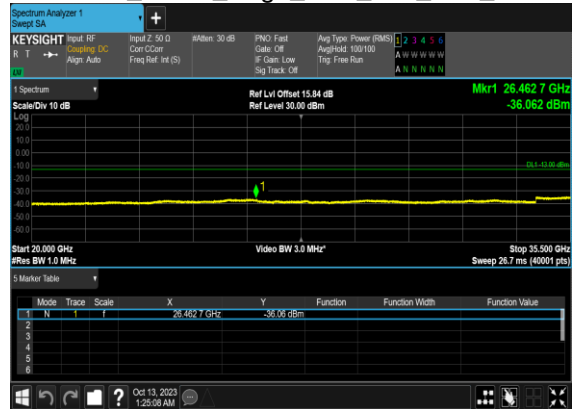 Spectrum Analyzer 1
Swept SA
+
KEYSIGHT
R T
Input: RF
Coupling: DC
Align: Auto
Input Z: 50 Ω
Corr CCorr
Freq Ref: Int (S)
#Atten: 30 dB
PNO: Fast
Gate: Off
IF Gain: Low
Sig Track: Off
Avg Type: Power (RMS)
Avg|Hold: 100/100
Trig: Free Run
1 2 3 4 5 6
A W W W W W
A N N N N N
1 Spectrum
Scale/Div 10 dB
Ref Lvl Offset 15.84 dB
Ref Level 30.00 dBm
Mkr1 26.462 7 GHz
-36.062 dBm
Log
20.0
10.0
0.00
-10.0
DL1 -13.00 dBm
-20.0
-30.0
1
-40.0
-50.0
-60.0
Start 20.000 GHz
#Res BW 1.0 MHz
Video BW 3.0 MHz*
Stop 35.500 GHz
Sweep 26.7 ms (40001 pts)
5 Marker Table
Mode Trace Scale X Y Function Function Width Function Value
1 N 1 f 26.462 7 GHz -36.06 dBm
2
3
4
5
6
?
Oct 13, 2023
1:25:08 AM